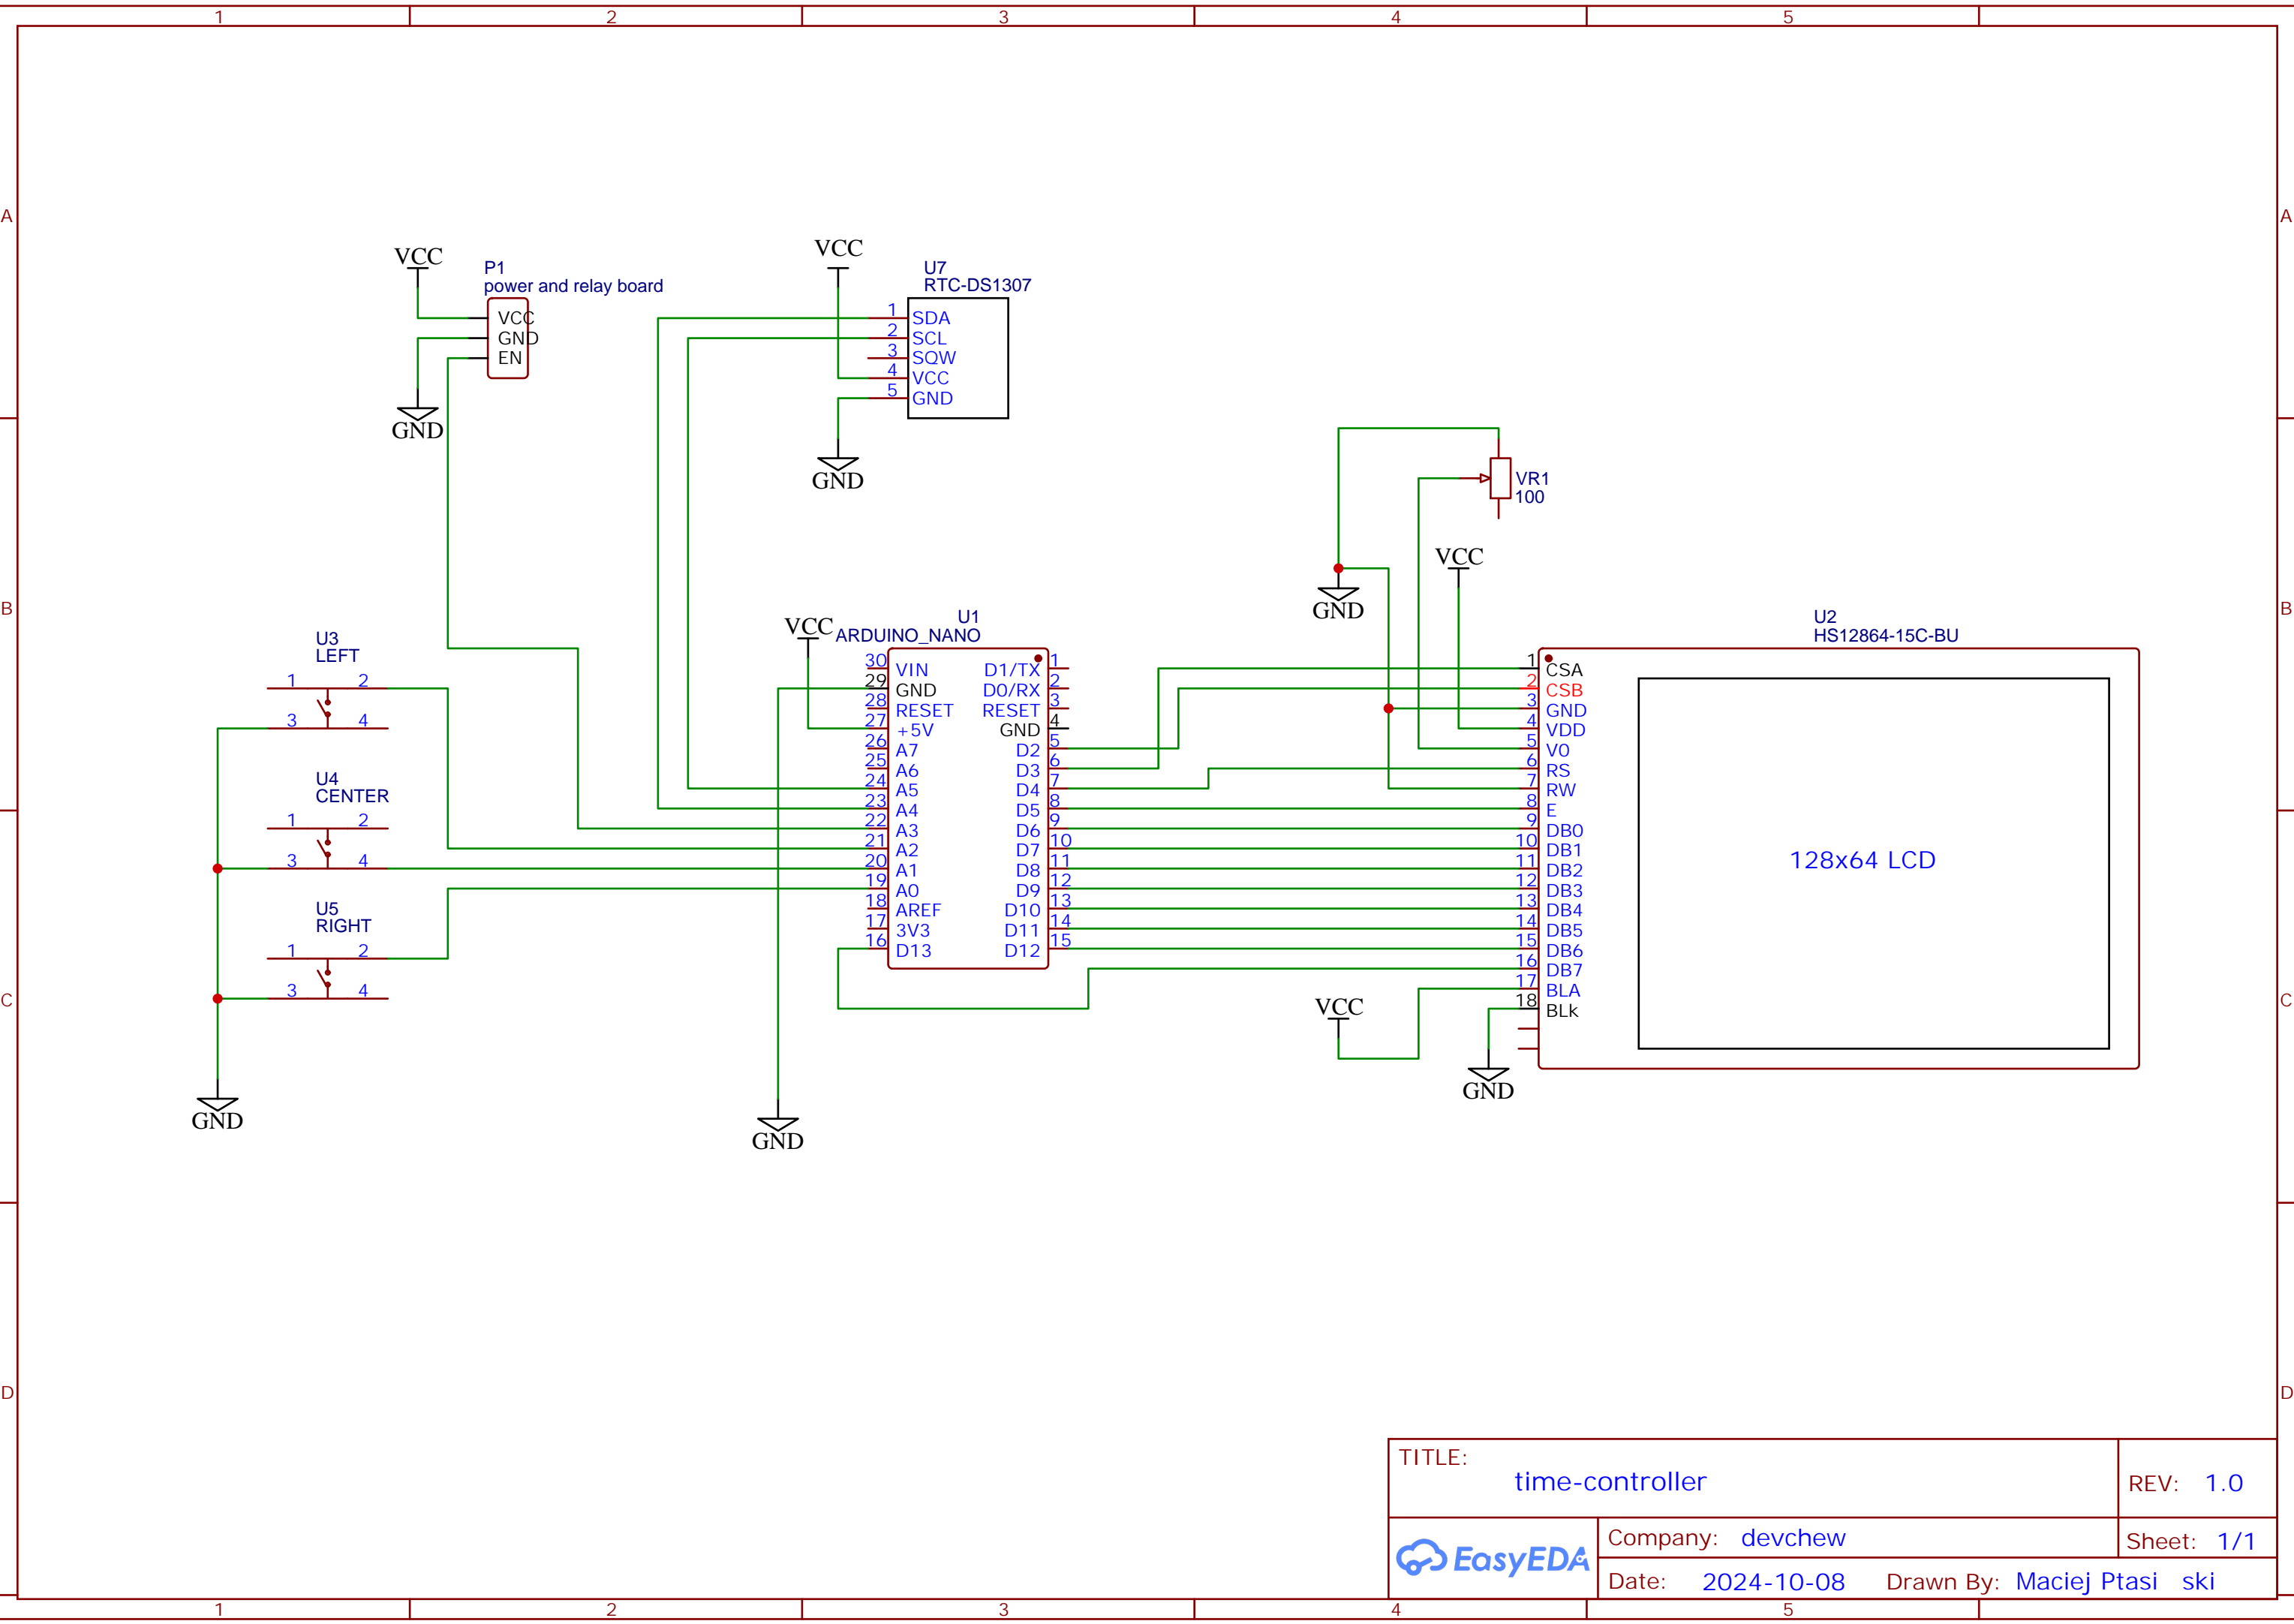 1 2 3 4 5
A A
VCC
P1
power and relay board
VCC
GND
EN
GND
VCC
U7
RTC-DS1307
1 SDA
2 SCL
3 SQW
4 VCC
5 GND
GND
VR1
100
VCC
GND
B B
U3
LEFT
1 2
3 4
U4
CENTER
1 2
3 4
U5
RIGHT
1 2
3 4
GND
VCC
U1
ARDUINO_NANO
30 VIN D1/TX 1
29 GND D0/RX 2
28 RESET RESET 3
27 +5V GND 4
26 A7 D2 5
25 A6 D3 6
24 A5 D4 7
23 A4 D5 8
22 A3 D6 9
21 A2 D7 10
20 A1 D8 11
19 A0 D9 12
18 AREF D10 13
17 3V3 D11 14
16 D13 D12 15
GND
U2
HS12864-15C-BU
1 CSA
2 CSB
3 GND
4 VDD
5 V0
6 RS
7 RW
8 E
9 DB0
10 DB1
11 DB2
12 DB3
13 DB4
14 DB5
15 DB6
16 DB7
17 BLA
18 BLk
128x64 LCD
VCC
GND
C C
D D
TITLE:
time-controller
REV: 1.0
EasyEDA
Company: devchew
Sheet: 1/1
Date: 2024-10-08 Drawn By: Maciej Ptasi ski
1 2 3 4 5